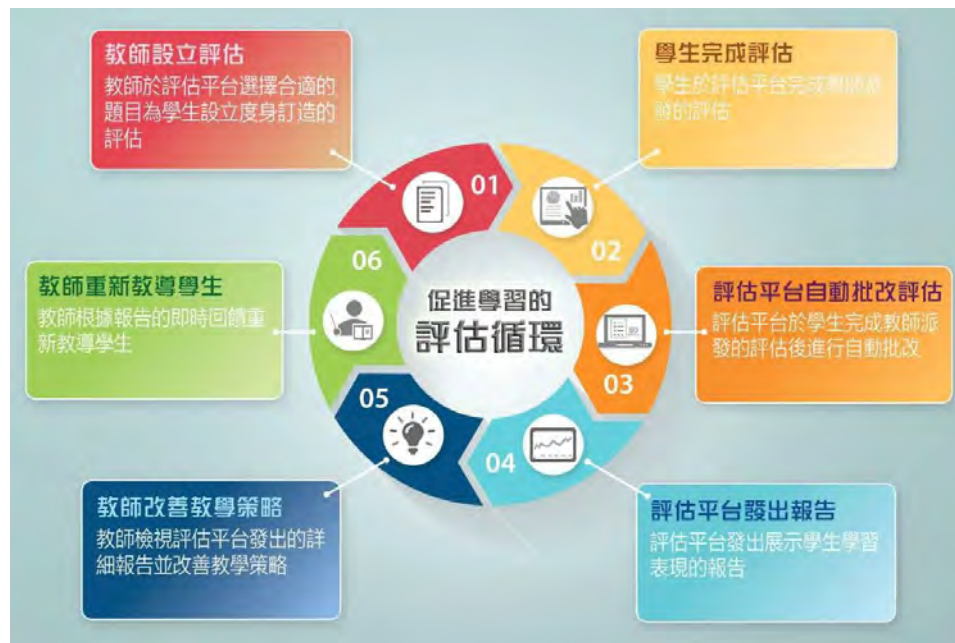 教師設立評估
教師於評估平台選擇合適的
題目為學生設立度身訂造的
評估
學生完成評估
學生於評估平台完成教師派
發的評估
01
02
03
04
05
06
促進學習的
評估循環
評估平台自動批改評估
評估平台於學生完成教師派
發的評估後進行自動批改
評估平台發出報告
評估平台發出展示學生學習
表現的報告
教師改善教學策略
教師檢視評估平台發出的詳
細報告並改善教學策略
教師重新教導學生
教師根據報告的即時回饋重
新教導學生